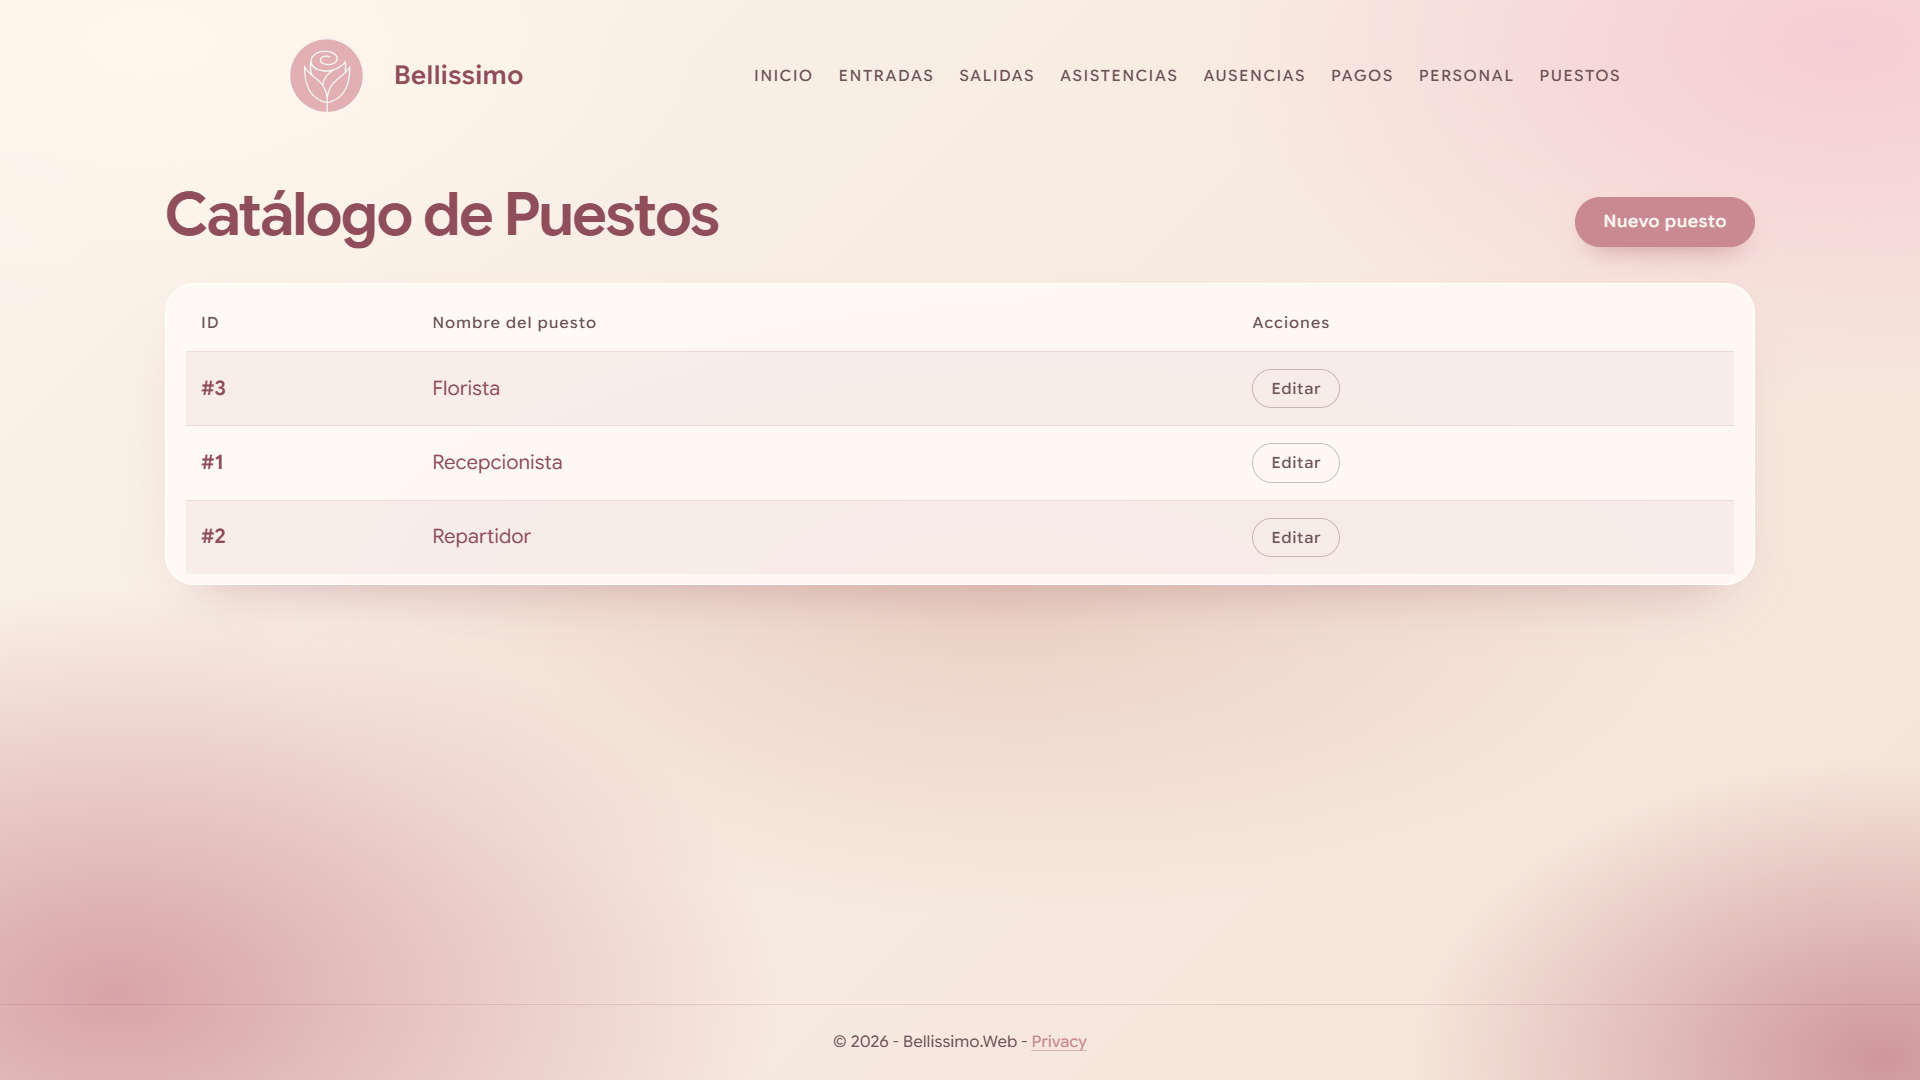 Bellissimo
INICIO ENTRADAS SALIDAS ASISTENCIAS AUSENCIAS PAGOS PERSONAL PUESTOS
Catálogo de Puestos
Nuevo puesto
ID Nombre del puesto Acciones
#3 Florista Editar
#1 Recepcionista Editar
#2 Repartidor Editar
© 2026 - Bellissimo.Web - Privacy